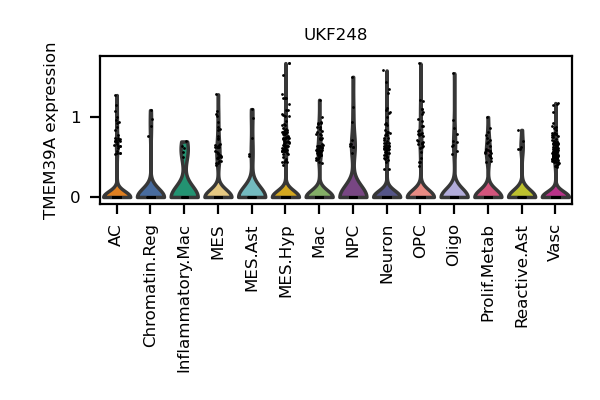 UKF248
TMEM39A expression
1
0
AC
Chromatin.Reg
Inflammatory.Mac
MES
MES.Ast
MES.Hyp
Mac
NPC
Neuron
OPC
Oligo
Prolif.Metab
Reactive.Ast
Vasc